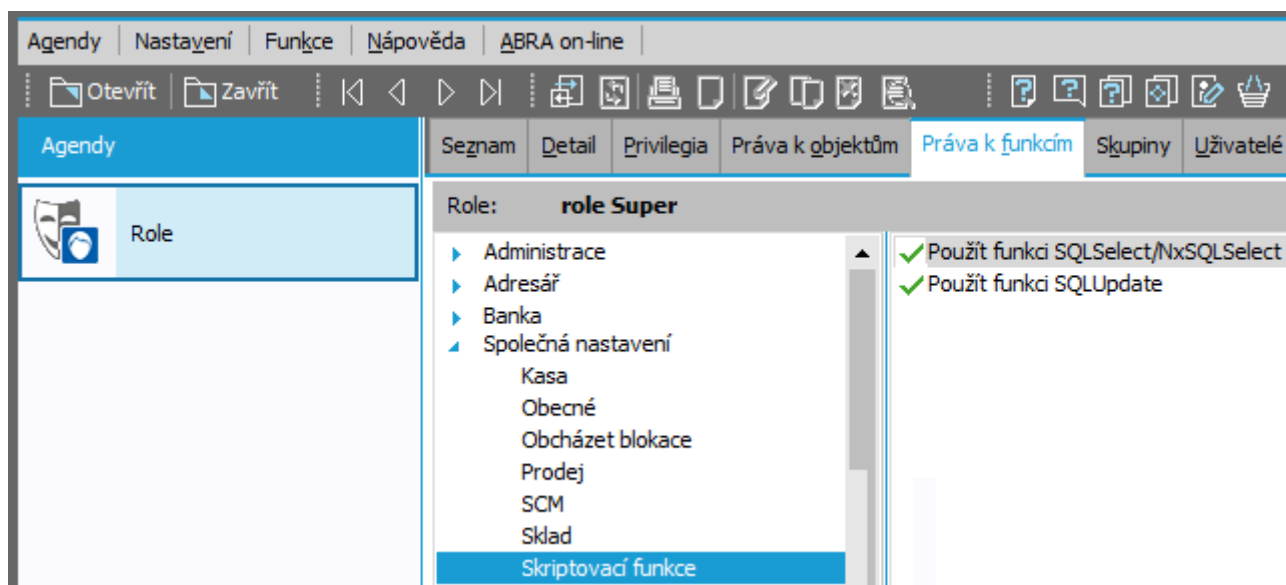 Agendy Nastavení Funkce Nápověda ABRA on-line
Otevřít Zavřít
Agendy
Seznam Detail Privilegia Práva k objektům Práva k funkcím Skupiny Uživatelé
Role
Role: role Super
Administrace
Adresář
Banka
Společná nastavení
Kasa
Obecné
Obcházet blokace
Prodej
SCM
Sklad
Skriptovací funkce
Použít funkci SQLSelect/NxSQLSelect
Použít funkci SQLUpdate